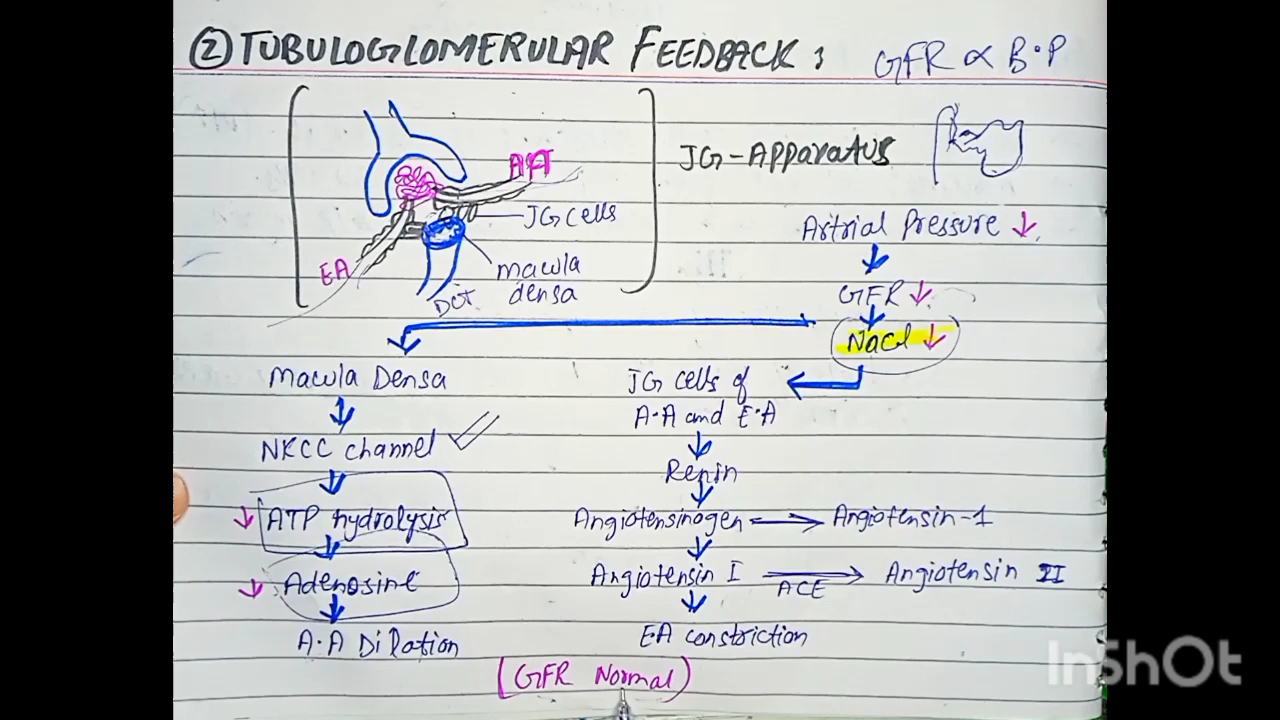 ② TUBULOGLOMERULAR FEEDBACK :
GFR ∝ B.P
JG-Apparatus
JG cells
EA
macula
densa
DCT.
Artrial Pressure ↓.
GFR ↓
NaCl ↓
Macula Densa
NKCC channel ✓
↓ ATP hydrolysis
↓ Adenosine
A.A Dilation
JG cells of
A.A and E.A
Renin
Angiotensinogen → Angiotensin-1
Angiotensin I → Angiotensin II
ACE
EA constriction
(GFR Normal)
InShOt